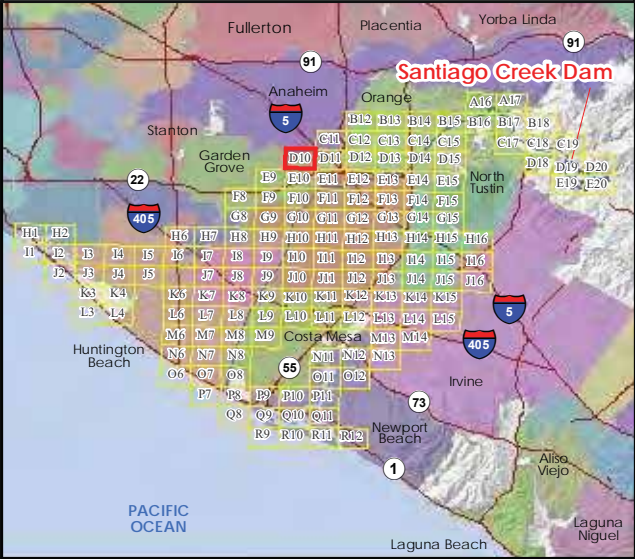 Fullerton
Placentia
Yorba Linda
91
91
Santiago Creek Dam
Anaheim
Orange
A16 A17
5
B12 B13 B14 B15 B16 B17 B18
Stanton
C11 C12 C13 C14 C15 C17 C18 C19
Garden
Grove
D10 D11 D12 D13 D14 D15 D18 D19 D20
North
Tustin
22
E9 E10 E11 E12 E13 E14 E15 E19 E20
F8 F9 F10 F11 F12 F13 F14 F15
405
G8 G9 G10 G11 G12 G13 G14 G15
H1 H2 H6 H7 H8 H9 H10 H11 H12 H13 H14 H15 H16
I1 I2 I3 I4 I5 I6 I7 I8 I9 I10 I11 I12 I13 I14 I15 I16
J2 J3 J4 J5 J7 J8 J9 J10 J11 J12 J13 J14 J15 J16
K3 K4 K6 K7 K8 K9 K10 K11 K12 K13 K14 K15
5
L3 L4 L6 L7 L8 L9 L10 L11 L12 L13 L14 L15
M6 M7 M8 M9 Costa Mesa M13 M14
405
Huntington
Beach
N6 N7 N8 N11 N12 N13
55
O6 O7 O8 O11 O12
Irvine
P7 P8 P9 P10 P11
73
Q8 Q9 Q10 Q11
Newport
Beach
R9 R10 R11 R12
1
Aliso
Viejo
PACIFIC
OCEAN
Laguna
Niguel
Laguna Beach